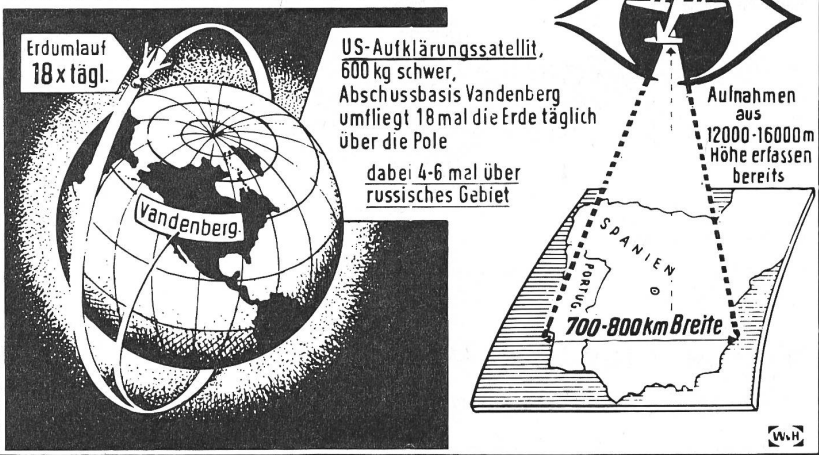 Erdumlauf
18x tägl.
US-Aufklärungssatellit,
600 kg schwer,
Abschussbasis Vandenberg
umfliegt 18 mal die Erde täglich
über die Pole
dabei 4-6 mal über
russisches Gebiet
Vandenberg.
Aufnahmen
aus
12000-16000 m
Höhe erfassen
bereits
SPANIEN
PORTUG
700-800 km Breite
W&H